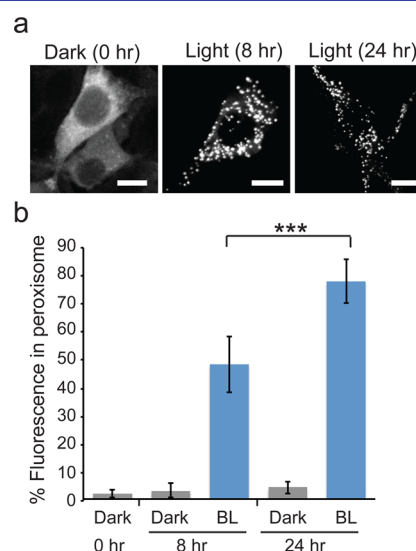 a
Dark (0 hr) Light (8 hr) Light (24 hr)
b
% Fluorescence in peroxisome
90
80
70
60
50
40
30
20
10
0
***
Dark Dark BL Dark BL
0 hr 8 hr 24 hr